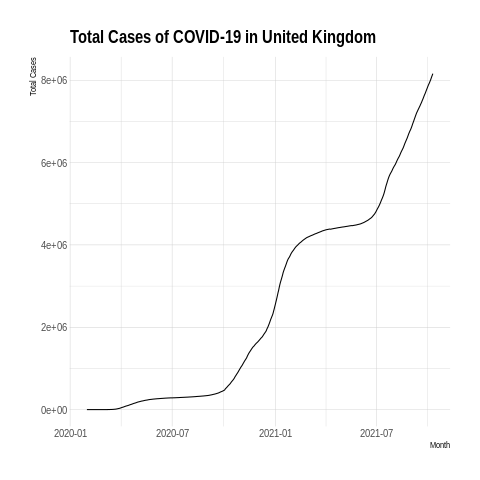 Total Cases of COVID-19 in United Kingdom
Total Cases
8e+06
6e+06
4e+06
2e+06
0e+00
2020-01 2020-07 2021-01 2021-07
Month